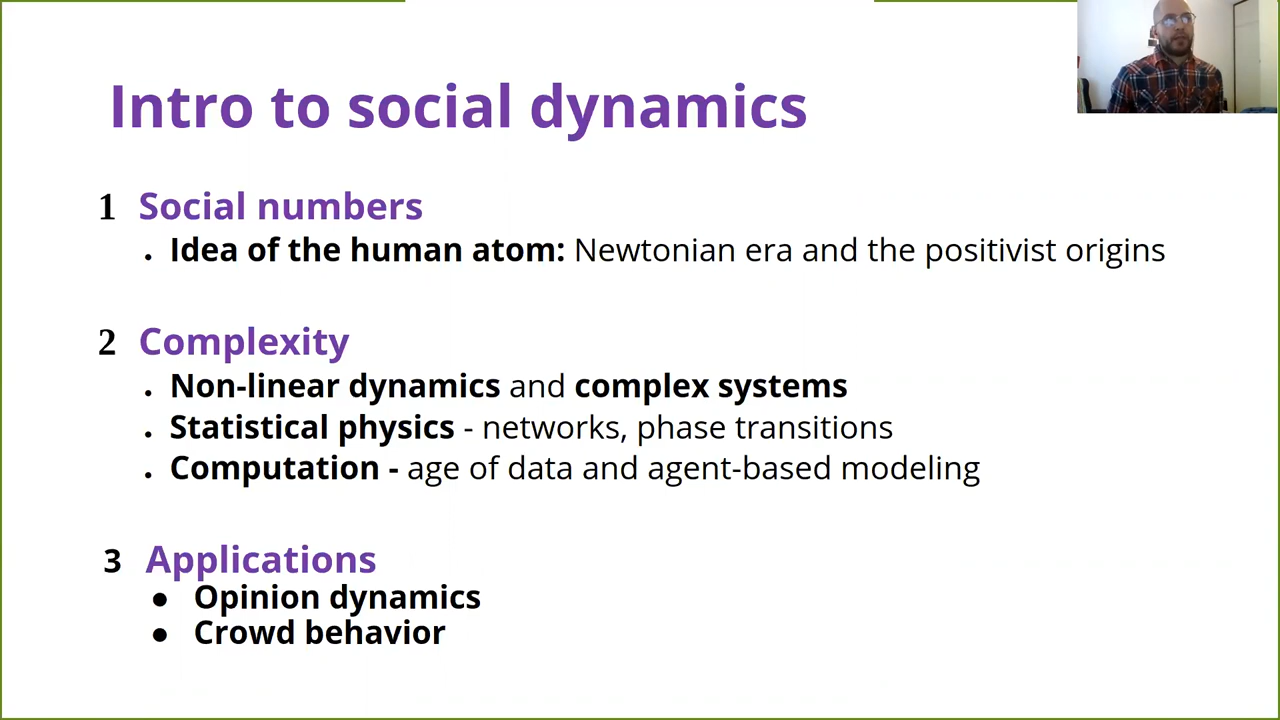 Intro to social dynamics
1 Social numbers
. Idea of the human atom: Newtonian era and the positivist origins
2 Complexity
. Non-linear dynamics and complex systems
. Statistical physics - networks, phase transitions
. Computation - age of data and agent-based modeling
3 Applications
● Opinion dynamics
● Crowd behavior